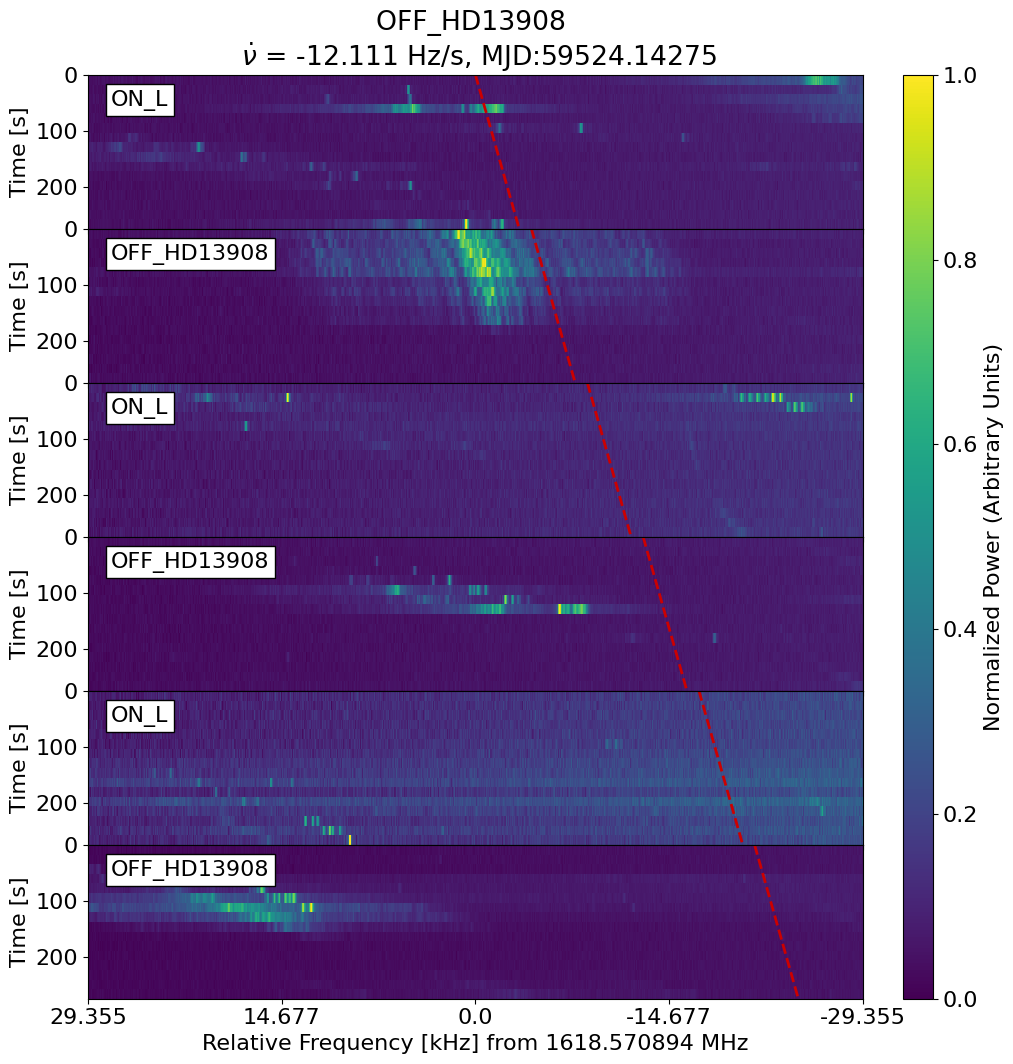 OFF_HD13908
ν̇ = -12.111 Hz/s, MJD:59524.14275
0
100
200
Time [s]
ON_L
0
100
200
Time [s]
OFF_HD13908
0
100
200
Time [s]
ON_L
0
100
200
Time [s]
OFF_HD13908
0
100
200
Time [s]
ON_L
0
100
200
Time [s]
OFF_HD13908
29.355 14.677 0.0 -14.677 -29.355
Relative Frequency [kHz] from 1618.570894 MHz
1.0
0.8
0.6
0.4
0.2
0.0
Normalized Power (Arbitrary Units)